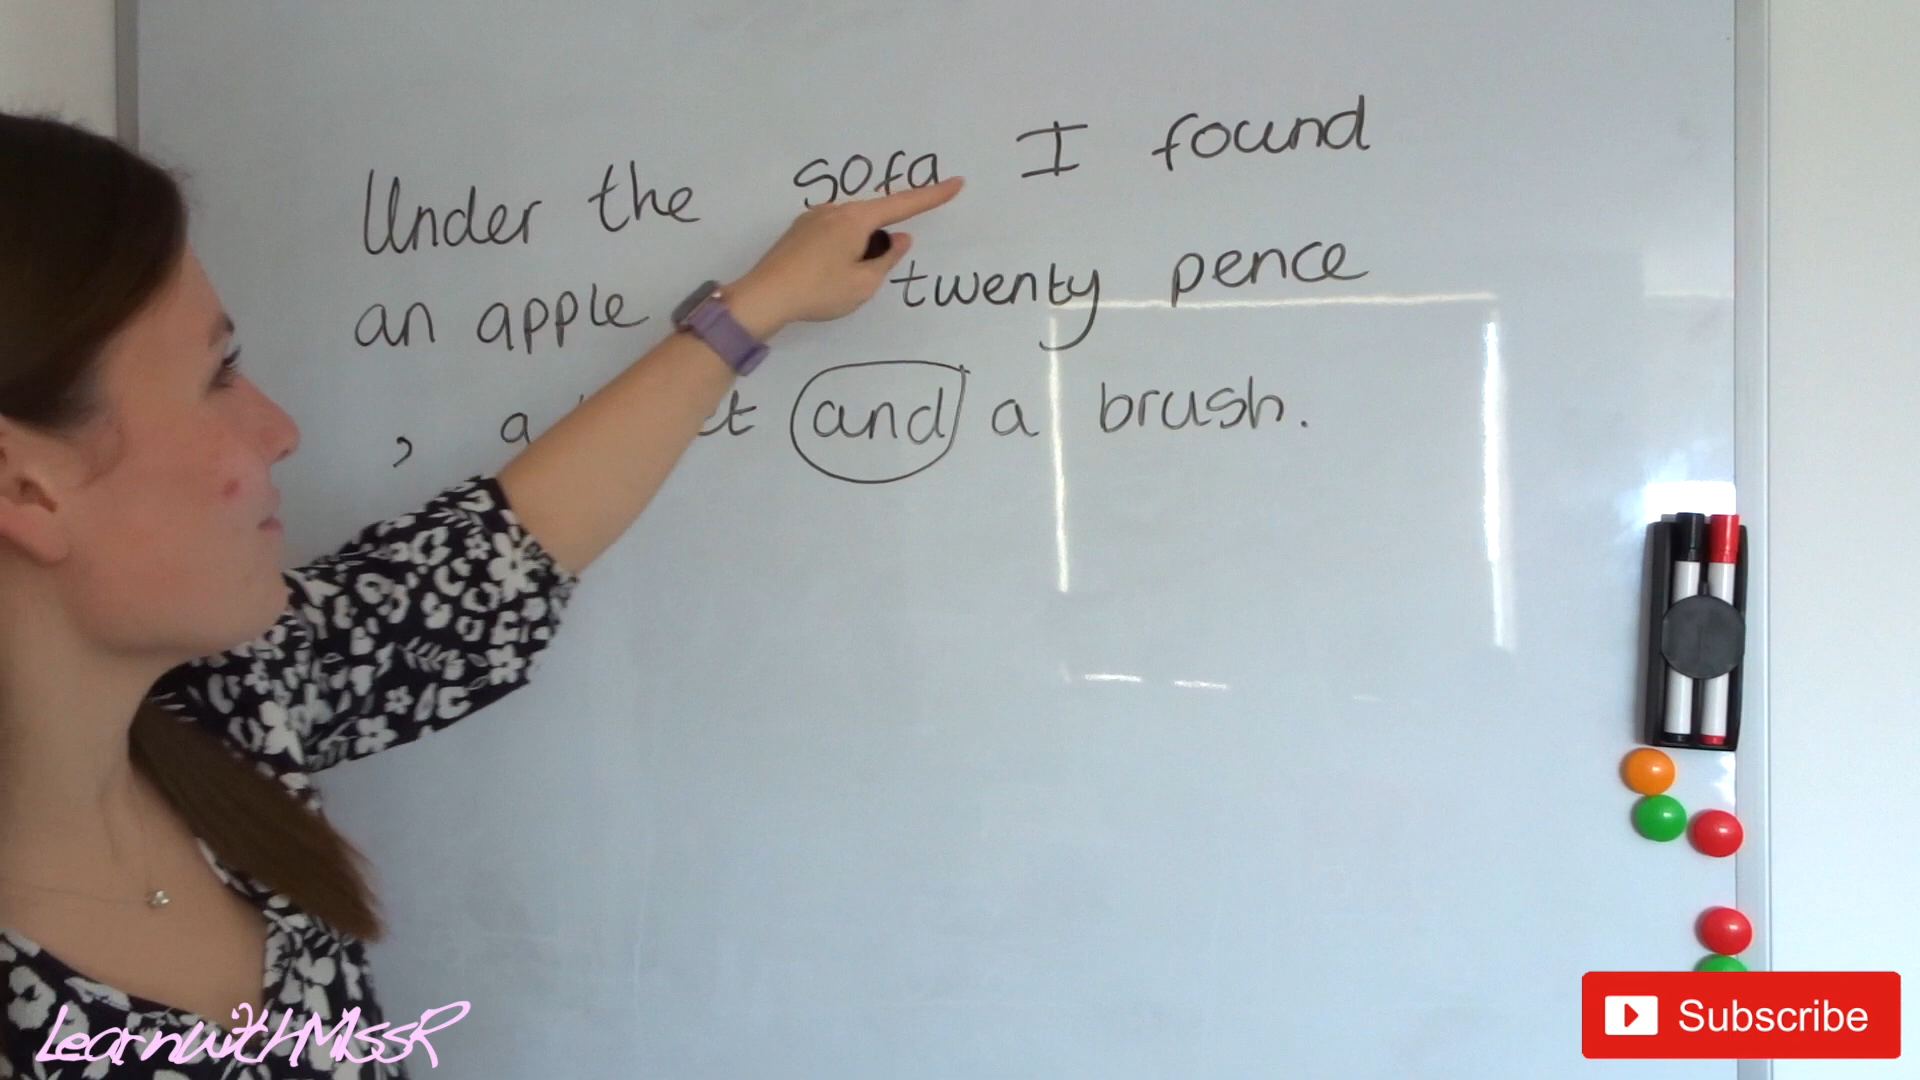 Under the sofa I found
an apple twenty pence
, a and a brush.
LearnwithMissR
Subscribe